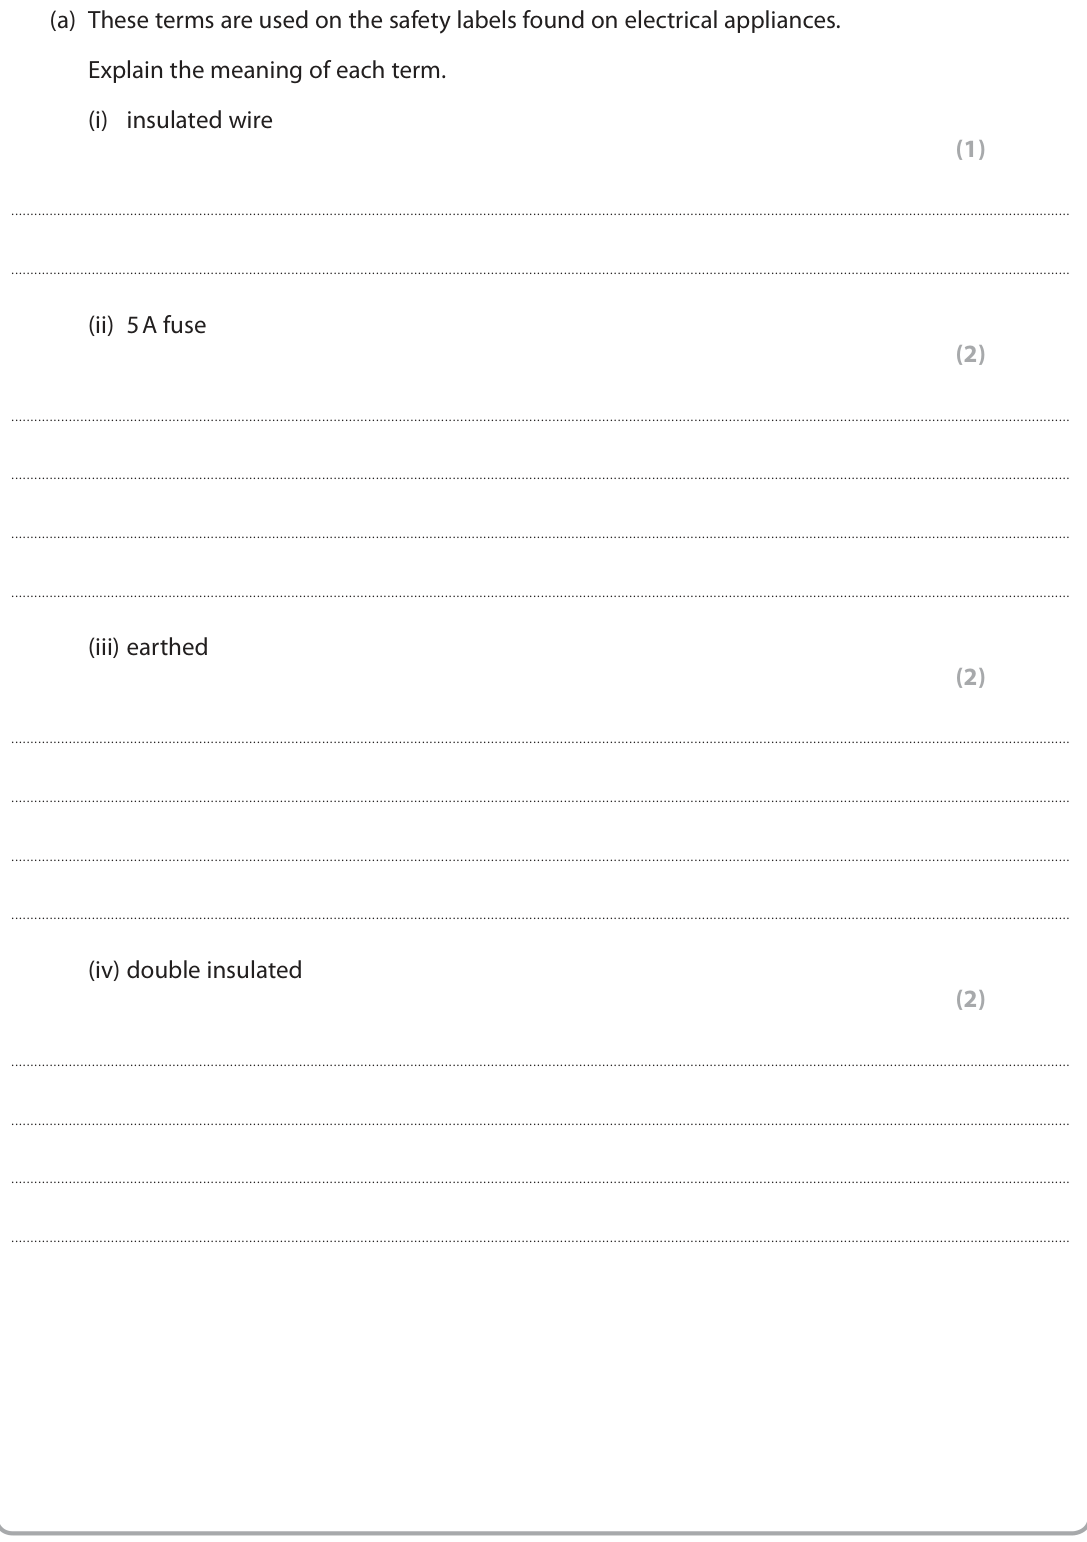 (a) These terms are used on the safety labels found on electrical appliances.
Explain the meaning of each term.
(i) insulated wire
(1)
(ii) 5 A fuse
(2)
(iii) earthed
(2)
(iv) double insulated
(2)